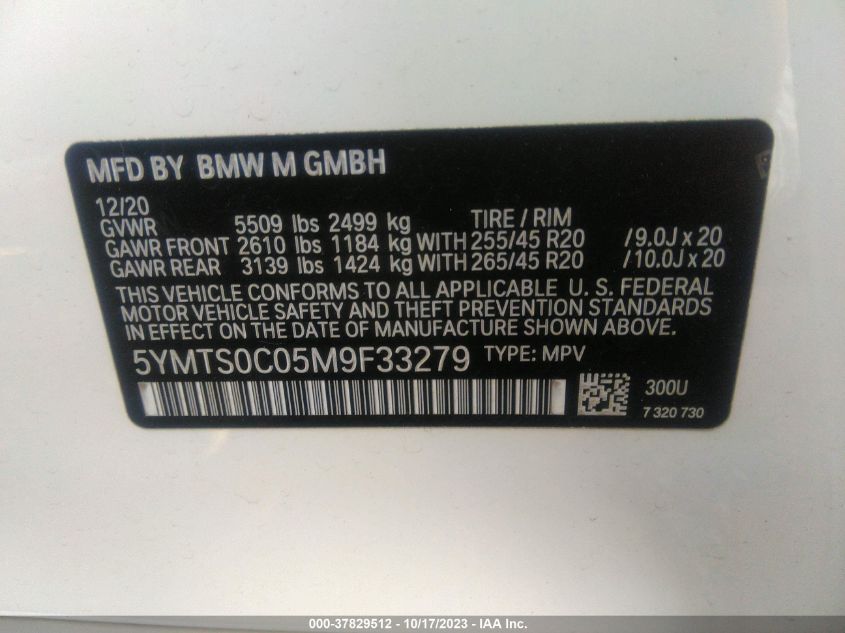 MFD BY BMW M GMBH
12/20
GVWR 5509 lbs 2499 kg TIRE / RIM
GAWR FRONT 2610 lbs 1184 kg WITH 255/45 R20 /9.0J x 20
GAWR REAR 3139 lbs 1424 kg WITH 265/45 R20 /10.0J x 20
THIS VEHICLE CONFORMS TO ALL APPLICABLE U. S. FEDERAL
MOTOR VEHICLE SAFETY AND THEFT PREVENTION STANDARDS
IN EFFECT ON THE DATE OF MANUFACTURE SHOWN ABOVE.
5YMTS0C05M9F33279 TYPE: MPV
300U
7 320 730
000-37829512 - 10/17/2023 - IAA Inc.